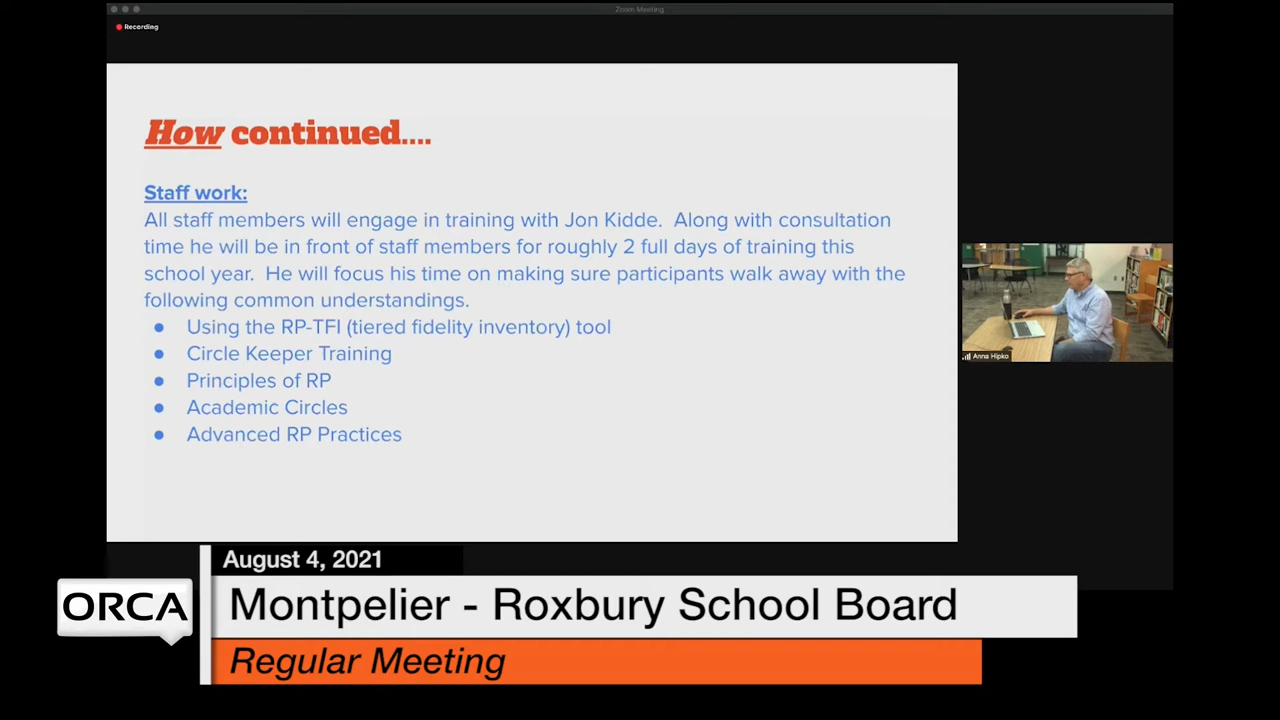 Zoom Meeting
Recording
How continued....
Staff work:
All staff members will engage in training with Jon Kidde. Along with consultation
time he will be in front of staff members for roughly 2 full days of training this
school year. He will focus his time on making sure participants walk away with the
following common understandings.
● Using the RP-TFI (tiered fidelity inventory) tool
● Circle Keeper Training
● Principles of RP
● Academic Circles
● Advanced RP Practices
Anna Hipko
August 4, 2021
ORCA
Montpelier - Roxbury School Board
Regular Meeting